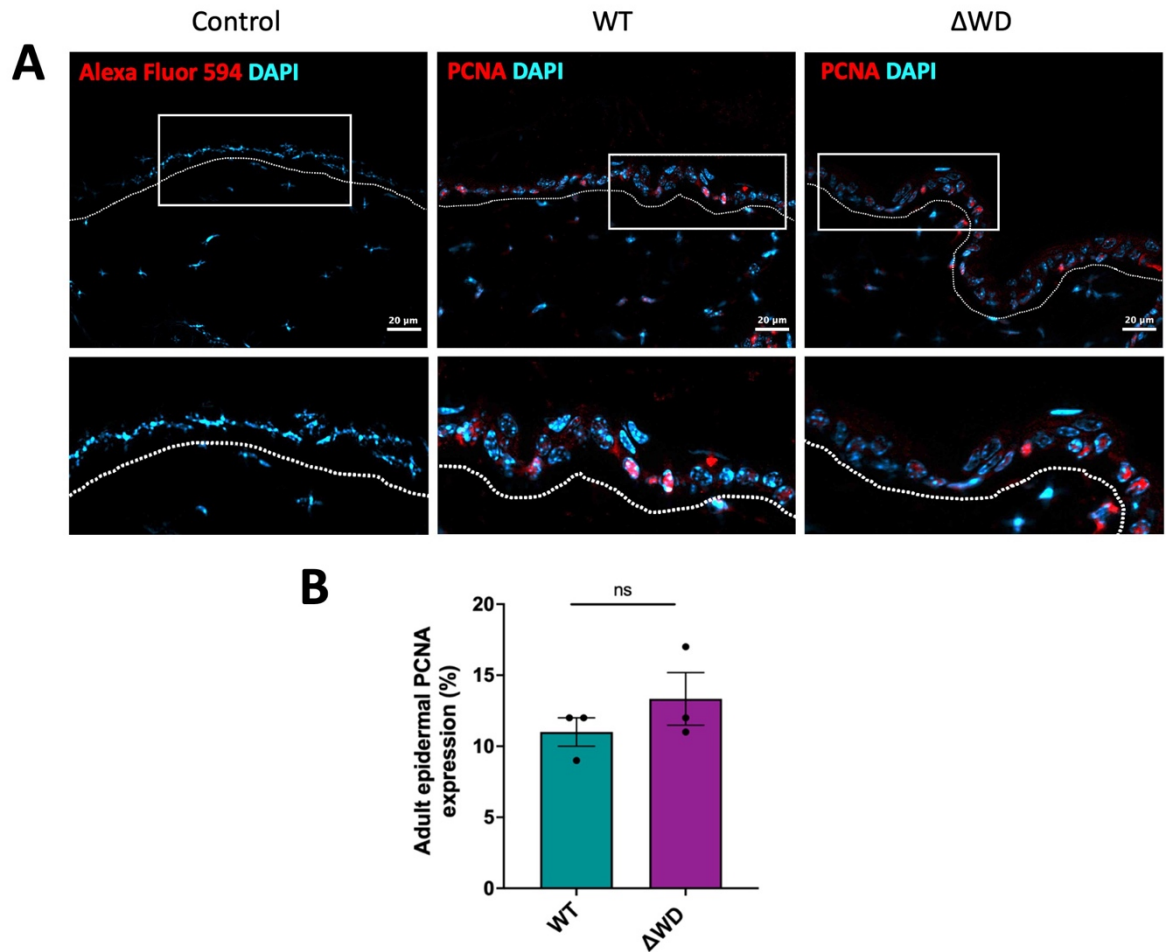 Control WT ΔWD
A
Alexa Fluor 594 DAPI PCNA DAPI PCNA DAPI
20 µm 20 µm 20 µm
B
ns
20
15
10
5
0
Adult epidermal PCNA
expression (%)
WT ΔWD